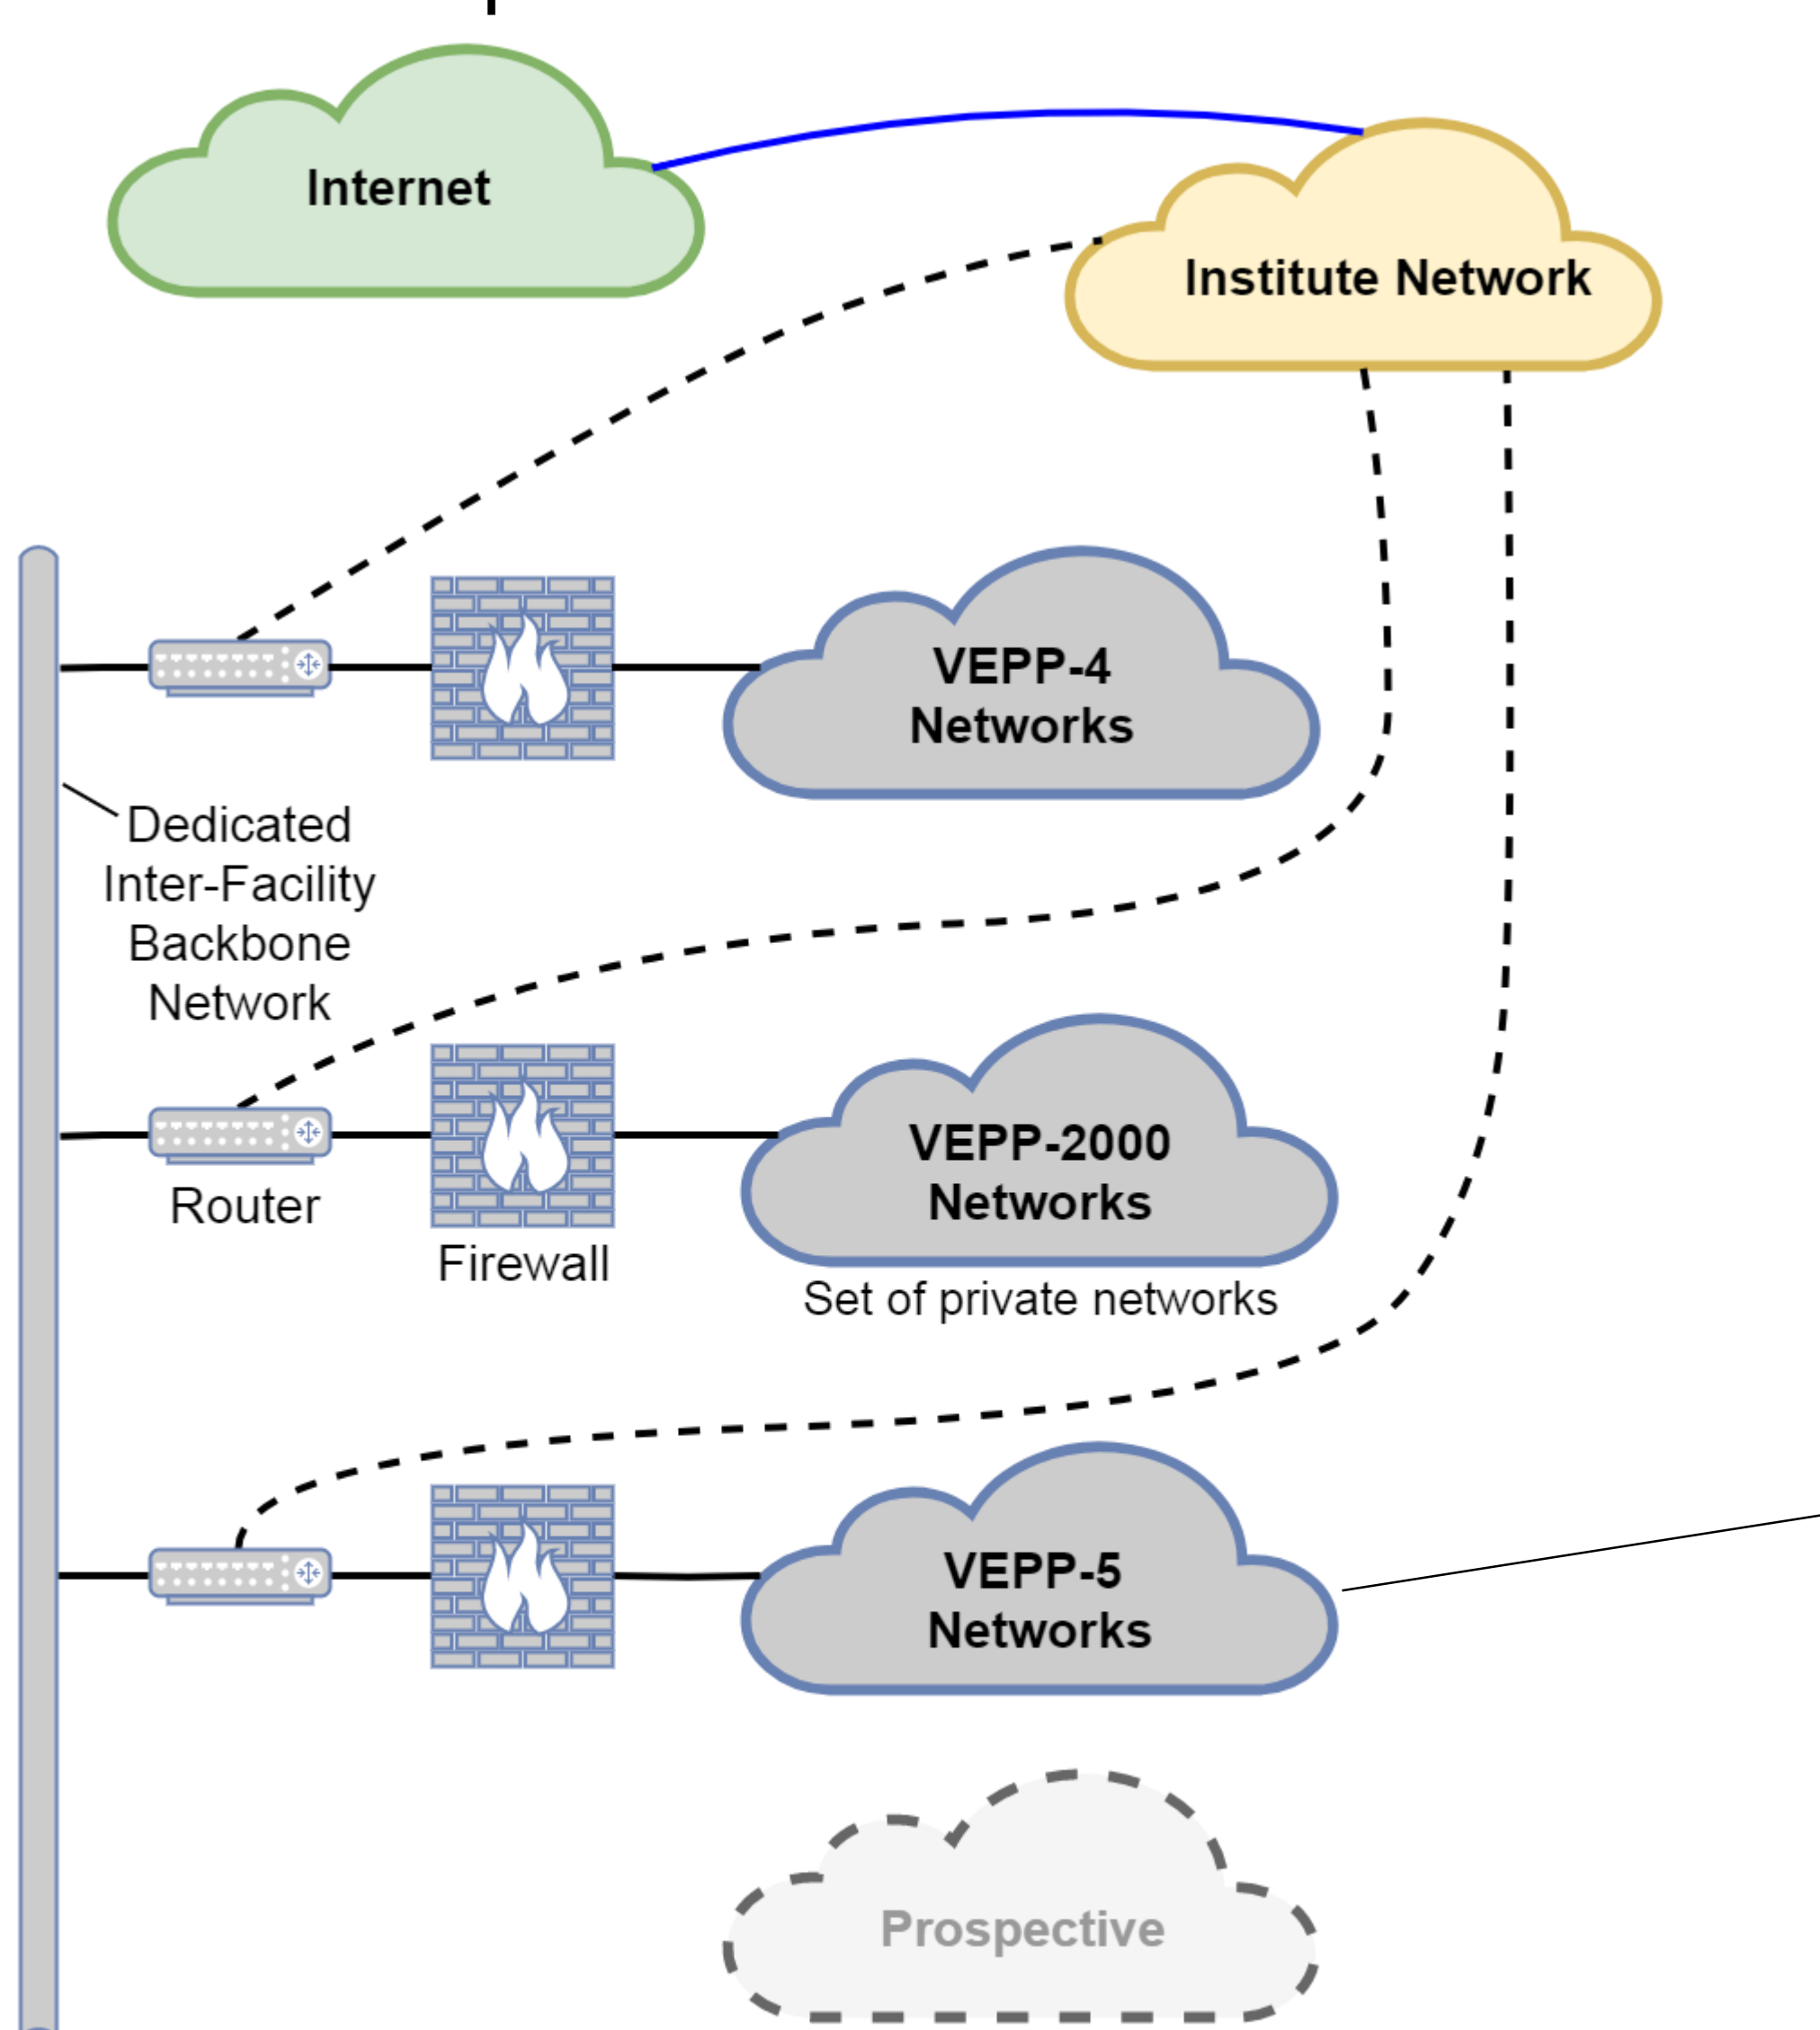 Internet
Institute Network
VEPP-4
Networks
Dedicated
Inter-Facility
Backbone
Network
VEPP-2000
Networks
Router
Firewall
Set of private networks
VEPP-5
Networks
Prospective